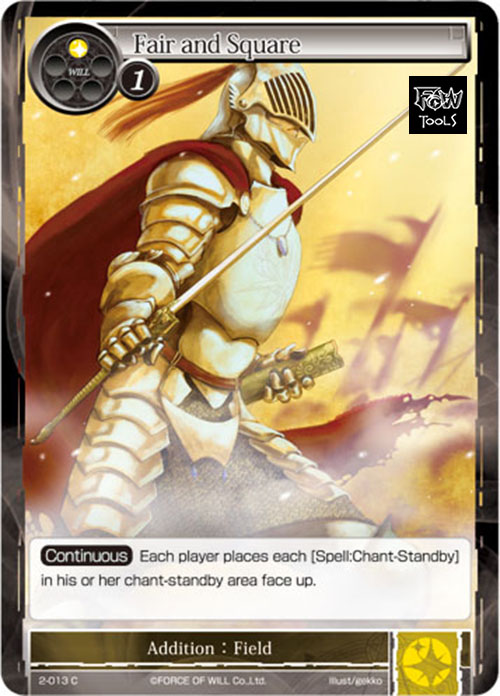 Fair and Square
WILL
1
FOW
TOOLS
Continuous Each player places each [Spell:Chant-Standby]
in his or her chant-standby area face up.
Addition : Field
2-013 C ©FORCE OF WILL Co.,Ltd. Illust/gekko